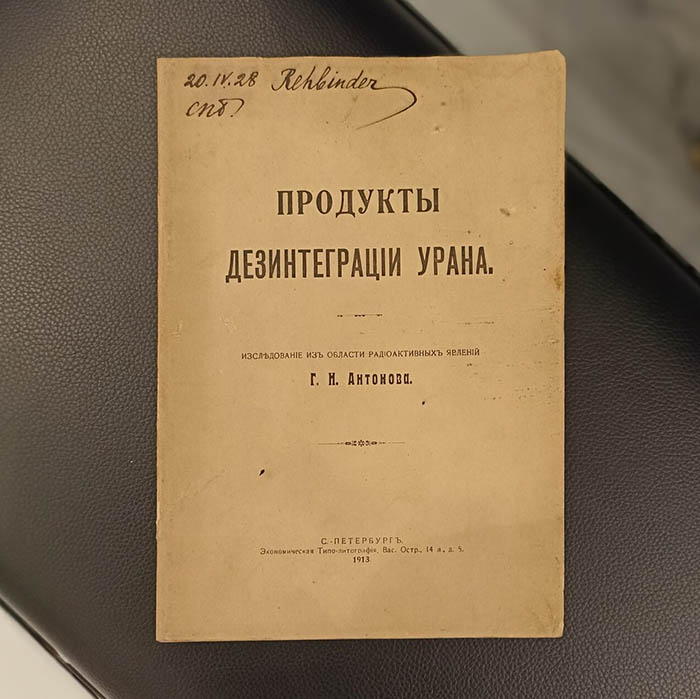 20.IV.28 Rehbinder
СПб.
ПРОДУКТЫ
ДЕЗИНТЕГРАЦІИ УРАНА.
ИЗСЛѢДОВАНІЕ ИЗЪ ОБЛАСТИ РАДІОАКТИВНЫХЪ ЯВЛЕНІЙ
Г. Н. Антонова.
С.-ПЕТЕРБУРГЪ.
Экономическая Типо-литографія, Вас. Остр., 14 л., д. 5.
1913